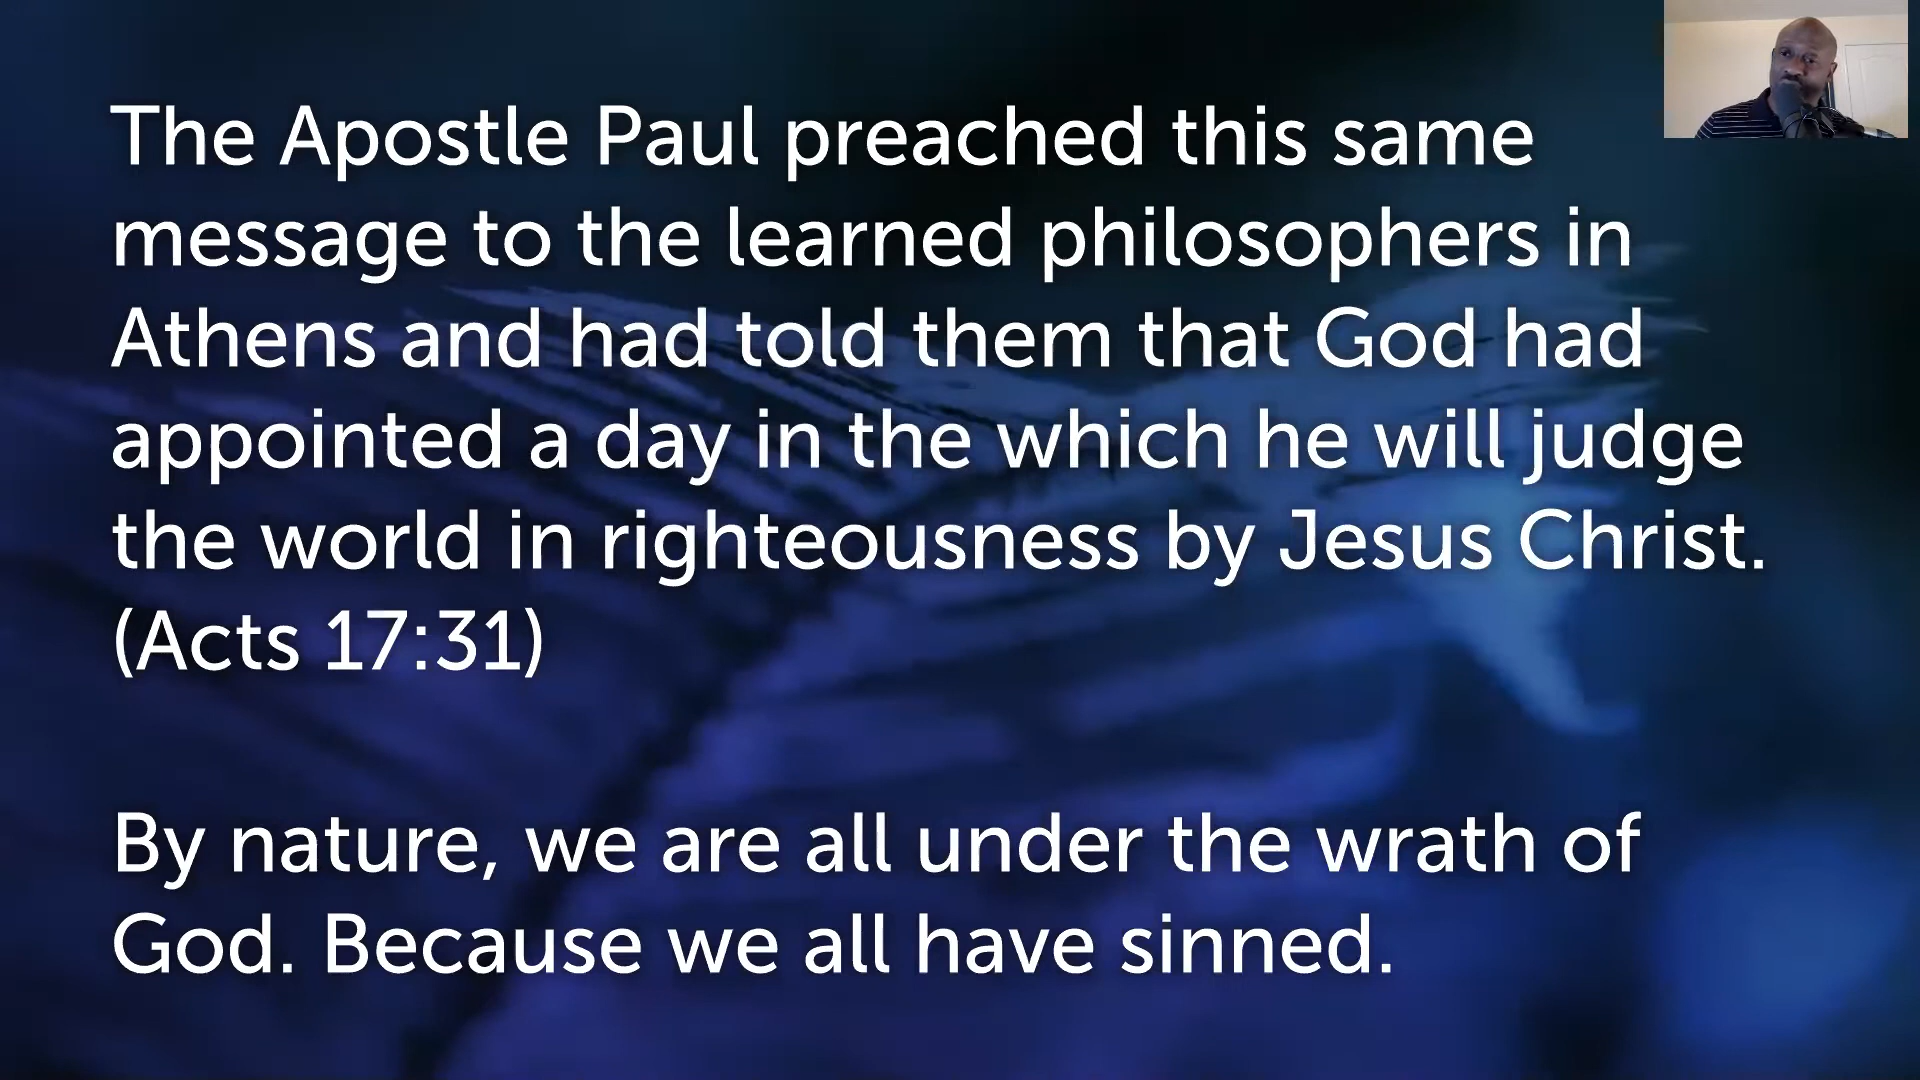 The Apostle Paul preached this same
message to the learned philosophers in
Athens and had told them that God had
appointed a day in the which he will judge
the world in righteousness by Jesus Christ.
(Acts 17:31)
By nature, we are all under the wrath of
God. Because we all have sinned.